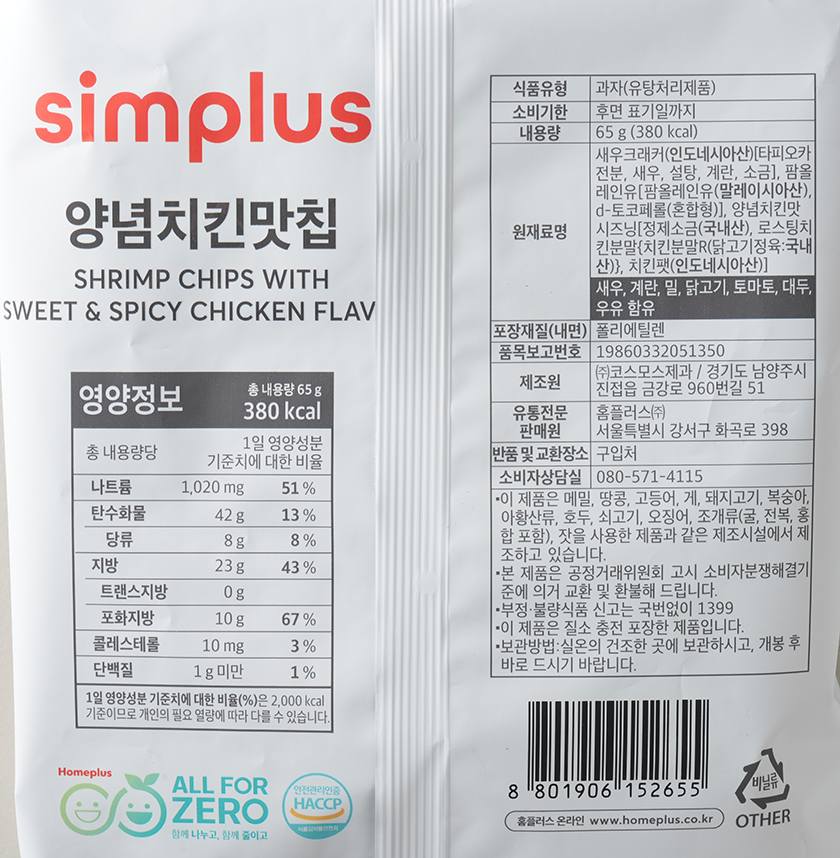 simplus
양념치킨맛칩
SHRIMP CHIPS WITH
SWEET & SPICY CHICKEN FLAV
영양정보
총 내용량 65 g
380 kcal
총 내용량당
1일 영양성분
기준치에 대한 비율
나트륨 1,020 mg 51 %
탄수화물 42 g 13 %
당류 8 g 8 %
지방 23 g 43 %
트랜스지방 0 g
포화지방 10 g 67 %
콜레스테롤 10 mg 3 %
단백질 1 g 미만 1 %
1일 영양성분 기준치에 대한 비율(%)은 2,000 kcal
기준이므로 개인의 필요 열량에 따라 다를 수 있습니다.
Homeplus
ALL FOR
ZERO
함께 나누고, 함께 줄이고
안전관리인증
HACCP
식품의약품안전처
식품유형 과자(유탕처리제품)
소비기한 후면 표기일까지
내용량 65 g (380 kcal)
원재료명
새우크래커(인도네시아산)[타피오카
전분, 새우, 설탕, 계란, 소금], 팜올
레인유[팜올레인유(말레이시아산),
d-토코페롤(혼합형)], 양념치킨맛
시즈닝[정제소금(국내산), 로스팅치
킨분말{치킨분말R(닭고기정육:국내
산)}, 치킨팻(인도네시아산)]
새우, 계란, 밀, 닭고기, 토마토, 대두,
우유 함유
포장재질(내면) 폴리에틸렌
품목보고번호 19860332051350
제조원
㈜코스모스제과 / 경기도 남양주시
진접읍 금강로 960번길 51
유통전문
판매원
홈플러스㈜
서울특별시 강서구 화곡로 398
반품 및 교환장소 구입처
소비자상담실 080-571-4115
•이 제품은 메밀, 땅콩, 고등어, 게, 돼지고기, 복숭아,
아황산류, 호두, 쇠고기, 오징어, 조개류(굴, 전복, 홍
합 포함), 잣을 사용한 제품과 같은 제조시설에서 제
조하고 있습니다.
•본 제품은 공정거래위원회 고시 소비자분쟁해결기
준에 의거 교환 및 환불해 드립니다.
•부정·불량식품 신고는 국번없이 1399
•이 제품은 질소 충전 포장한 제품입니다.
•보관방법:실온의 건조한 곳에 보관하시고, 개봉 후
바로 드시기 바랍니다.
8 801906 152655
홈플러스 온라인 www.homeplus.co.kr
비닐류
OTHER